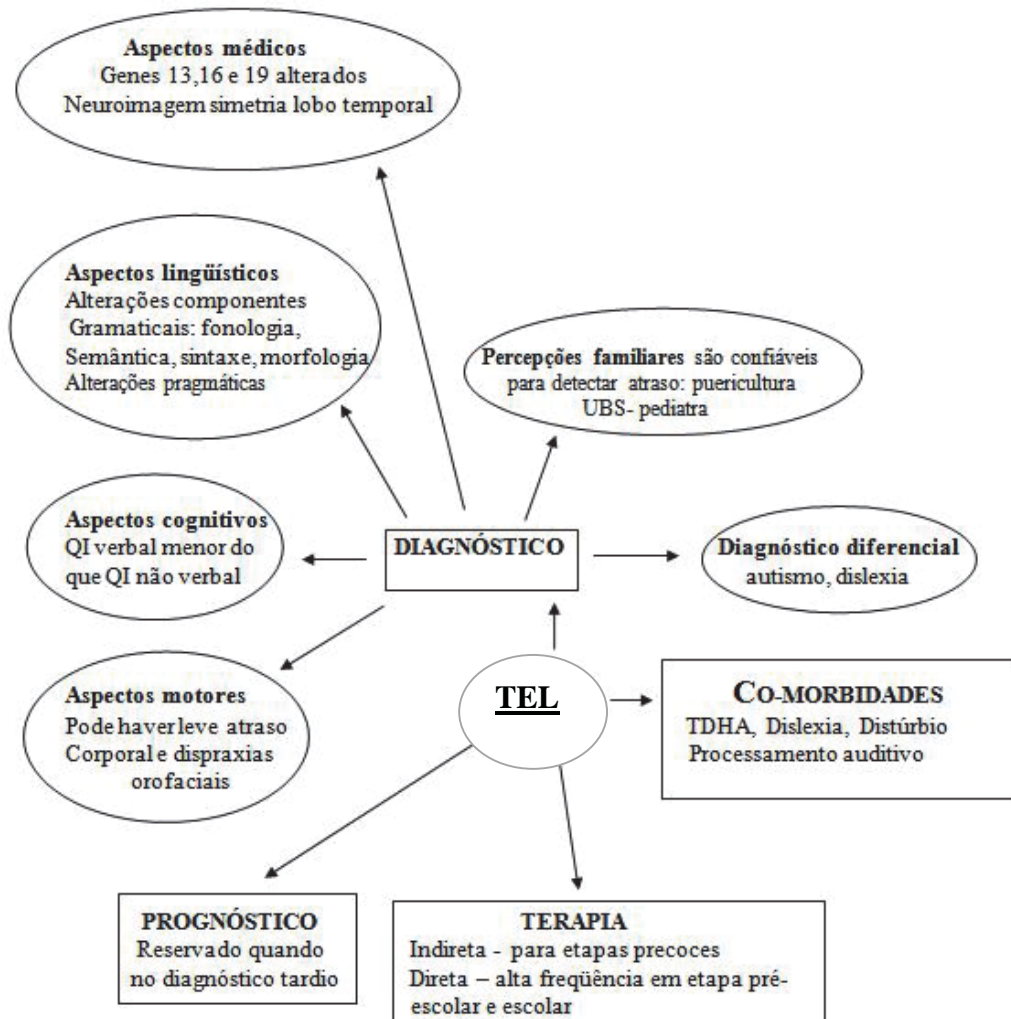 Aspectos médicos
Genes 13,16 e 19 alterados
Neuroimagem simetria lobo temporal
Aspectos lingüísticos
Alterações componentes
Gramaticais: fonologia,
Semântica, sintaxe, morfologia
Alterações pragmáticas
Percepções familiares são confiáveis
para detectar atraso: puericultura
UBS- pediatra
Aspectos cognitivos
QI verbal menor do
que QI não verbal
DIAGNÓSTICO
Diagnóstico diferencial
autismo, dislexia
Aspectos motores
Pode haver leve atraso
Corporal e dispraxias
orofaciais
TEL
CO-MORBIDADES
TDHA, Dislexia, Distúrbio
Processamento auditivo
PROGNÓSTICO
Reservado quando
no diagnóstico tardio
TERAPIA
Indireta - para etapas precoces
Direta – alta freqüência em etapa pré-
escolar e escolar